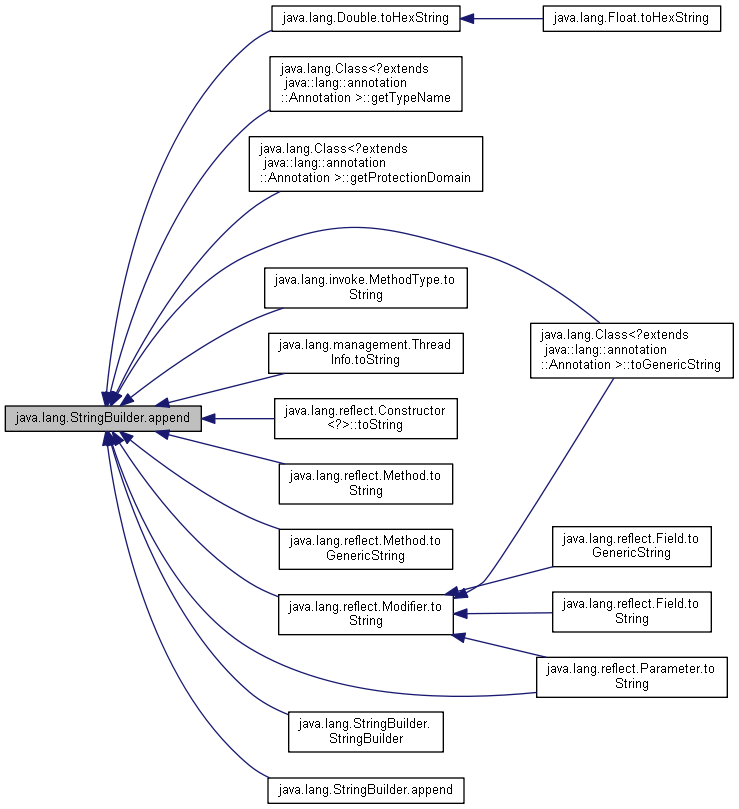 java.lang.Double.toHexString
java.lang.Float.toHexString
java.lang.Class<?extends
java::lang::annotation
::Annotation >::getTypeName
java.lang.Class<?extends
java::lang::annotation
::Annotation >::getProtectionDomain
java.lang.invoke.MethodType.to
String
java.lang.Class<?extends
java::lang::annotation
::Annotation >::toGenericString
java.lang.management.Thread
Info.toString
java.lang.StringBuilder.append
java.lang.reflect.Constructor
<?>::toString
java.lang.reflect.Method.to
String
java.lang.reflect.Method.to
GenericString
java.lang.reflect.Field.to
GenericString
java.lang.reflect.Modifier.to
String
java.lang.reflect.Field.to
String
java.lang.reflect.Parameter.to
String
java.lang.StringBuilder.
StringBuilder
java.lang.StringBuilder.append